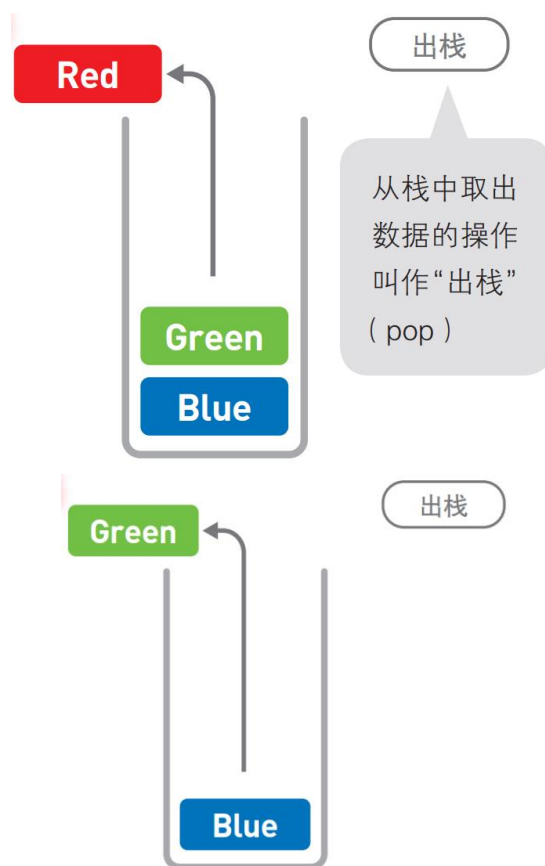 出栈
Red
从栈中取出
数据的操作
叫作“出栈”
（pop）
Green
Blue
出栈
Green
Blue